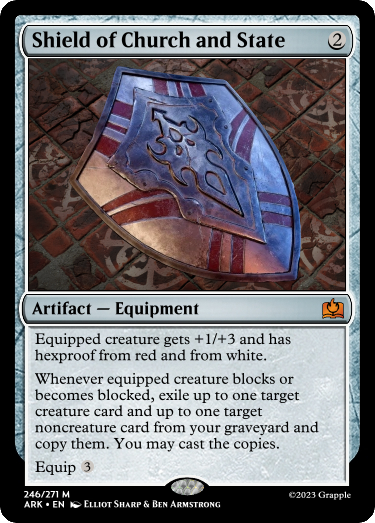 Shield of Church and State 2
Artifact — Equipment
Equipped creature gets +1/+3 and has
hexproof from red and from white.
Whenever equipped creature blocks or
becomes blocked, exile up to one target
creature card and up to one target
noncreature card from your graveyard and
copy them. You may cast the copies.
Equip 3
246/271 M
ARK • EN Elliot Sharp & Ben Armstrong
©2023 Grapple